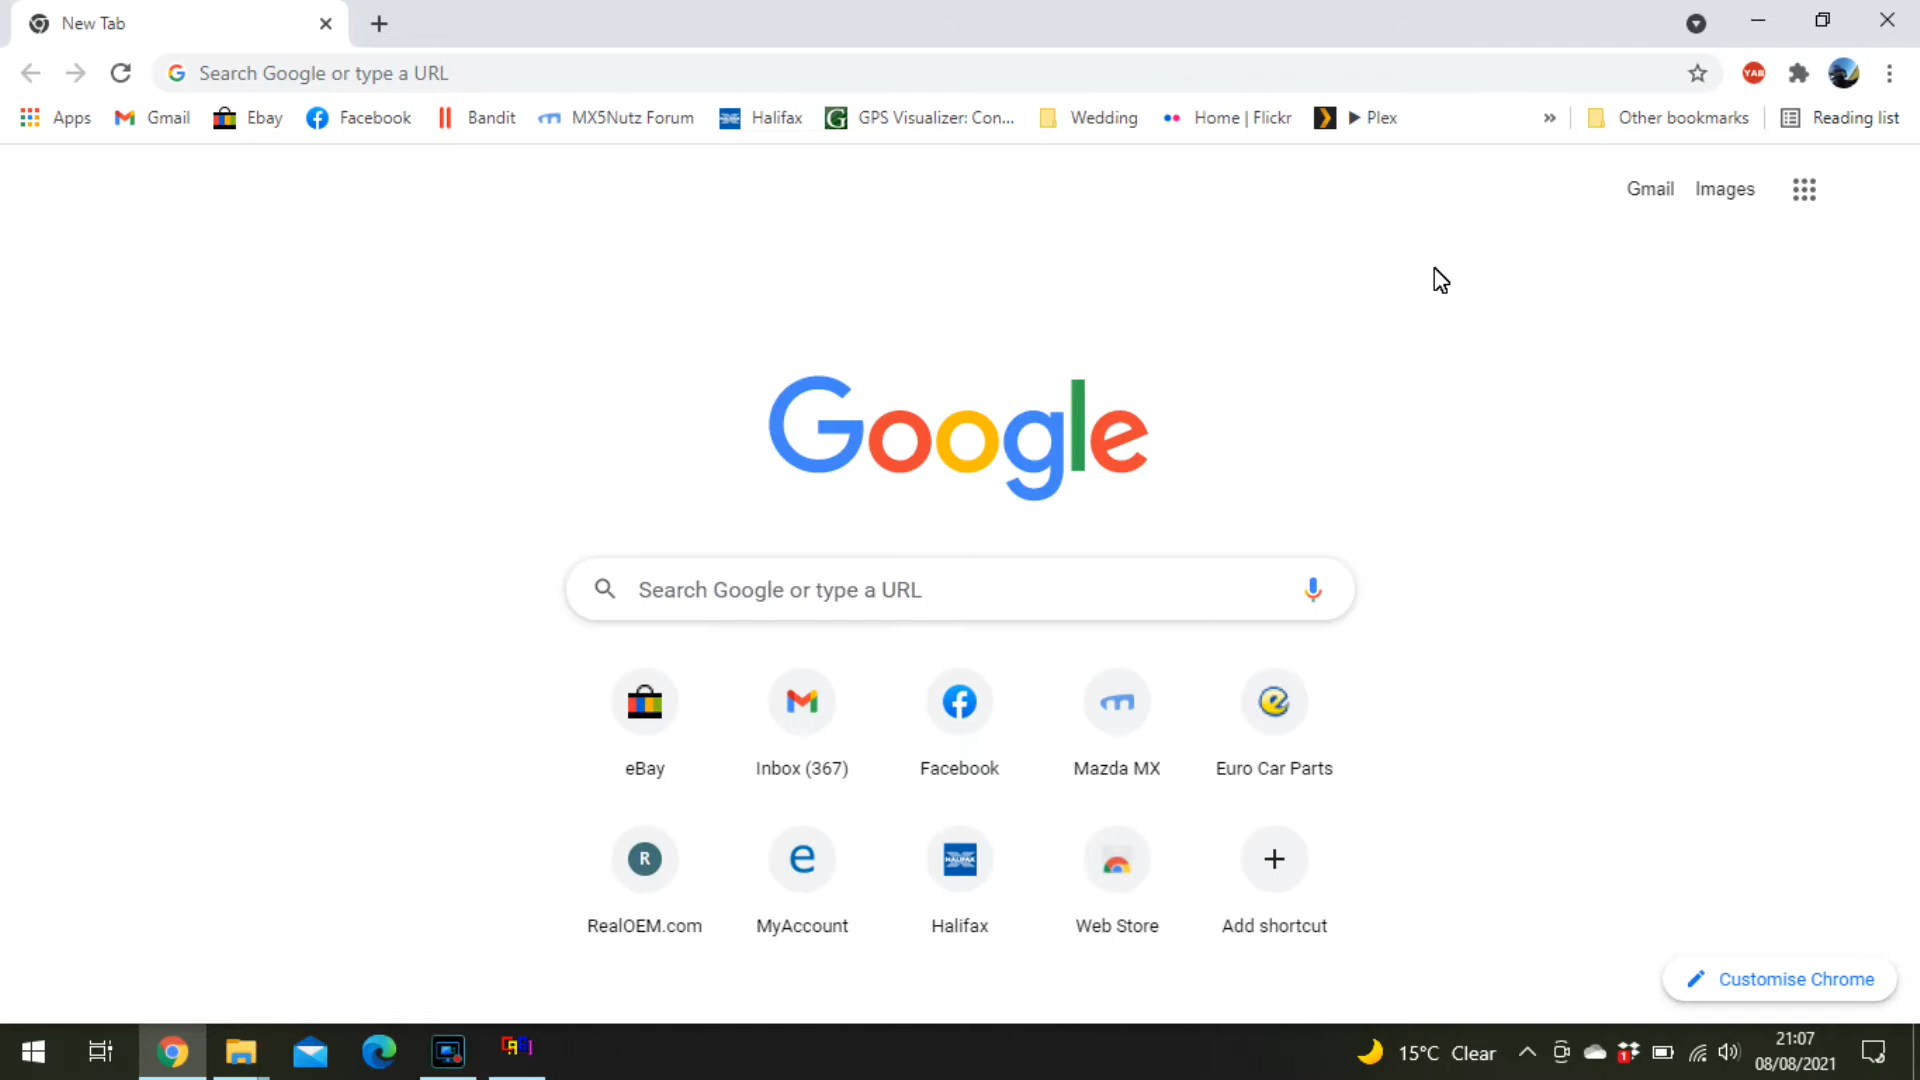 New Tab
Search Google or type a URL
Apps Gmail Ebay Facebook Bandit MX5Nutz Forum Halifax GPS Visualizer: Con... Wedding Home | Flickr ▶ Plex » Other bookmarks Reading list
YAB
Gmail Images
Google
Search Google or type a URL
eBay Inbox (367) Facebook Mazda MX Euro Car Parts
R HALIFAX
RealOEM.com MyAccount Halifax Web Store Add shortcut
Customise Chrome
15°C Clear 1 21:07
08/08/2021